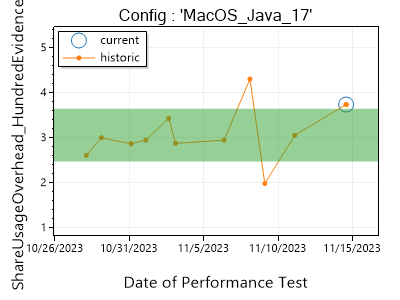 Config : 'MacOS_Java_17'
ShareUsageOverhead_HundredEvidence
current
historic
5
4
3
2
1
10/26/2023 10/31/2023 11/5/2023 11/10/2023 11/15/2023
Date of Performance Test